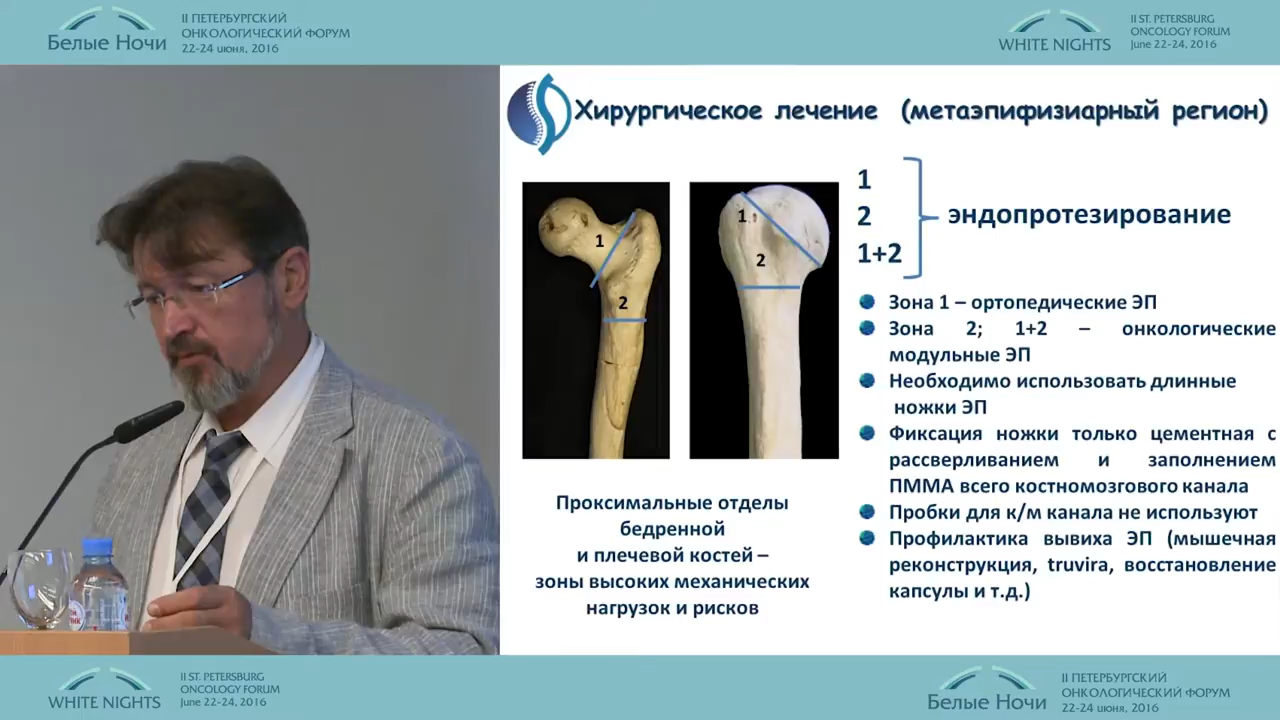 Белые Ночи
II ПЕТЕРБУРГСКИЙ
ОНКОЛОГИЧЕСКИЙ ФОРУМ
22-24 июня, 2016
WHITE NIGHTS
II ST. PETERSBURG
ONCOLOGY FORUM
June 22-24, 2016
Хирургическое лечение (метаэпифизиарный регион)
1
2
1
2
1
2
1+2
эндопротезирование
Зона 1 – ортопедические ЭП
Зона 2; 1+2 – онкологические
модульные ЭП
Необходимо использовать длинные
ножки ЭП
Фиксация ножки только цементная с
рассверливанием и заполнением
ПММА всего костномозгового канала
Пробки для к/м канала не используют
Профилактика вывиха ЭП (мышечная
реконструкция, truvira, восстановление
капсулы и т.д.)
Проксимальные отделы
бедренной
и плечевой костей –
зоны высоких механических
нагрузок и рисков
WHITE NIGHTS
II ST. PETERSBURG
ONCOLOGY FORUM
June 22-24, 2016
Белые Ночи
II ПЕТЕРБУРГСКИЙ
ОНКОЛОГИЧЕСКИЙ ФОРУМ
22-24 июня, 2016